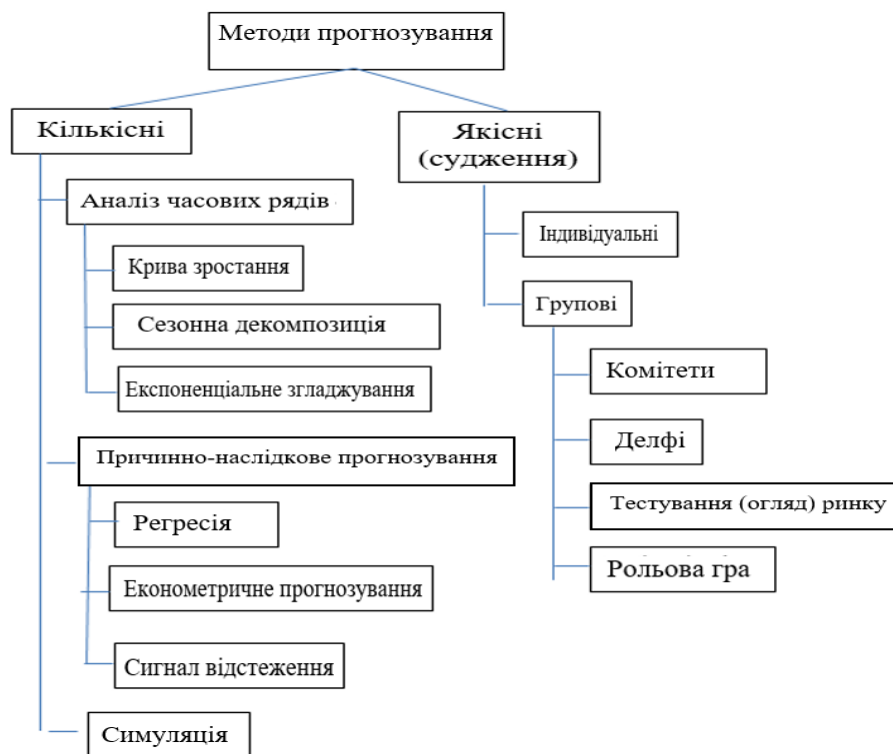 Методи прогнозування
Кількісні
Аналіз часових рядів
Крива зростання
Сезонна декомпозиція
Експоненціальне згладжування
Причинно-наслідкове прогнозування
Регресія
Економетричне прогнозування
Сигнал відстеження
Симуляція
Якісні
(судження)
Індивідуальні
Групові
Комітети
Делфі
Тестування (огляд) ринку
Рольова гра